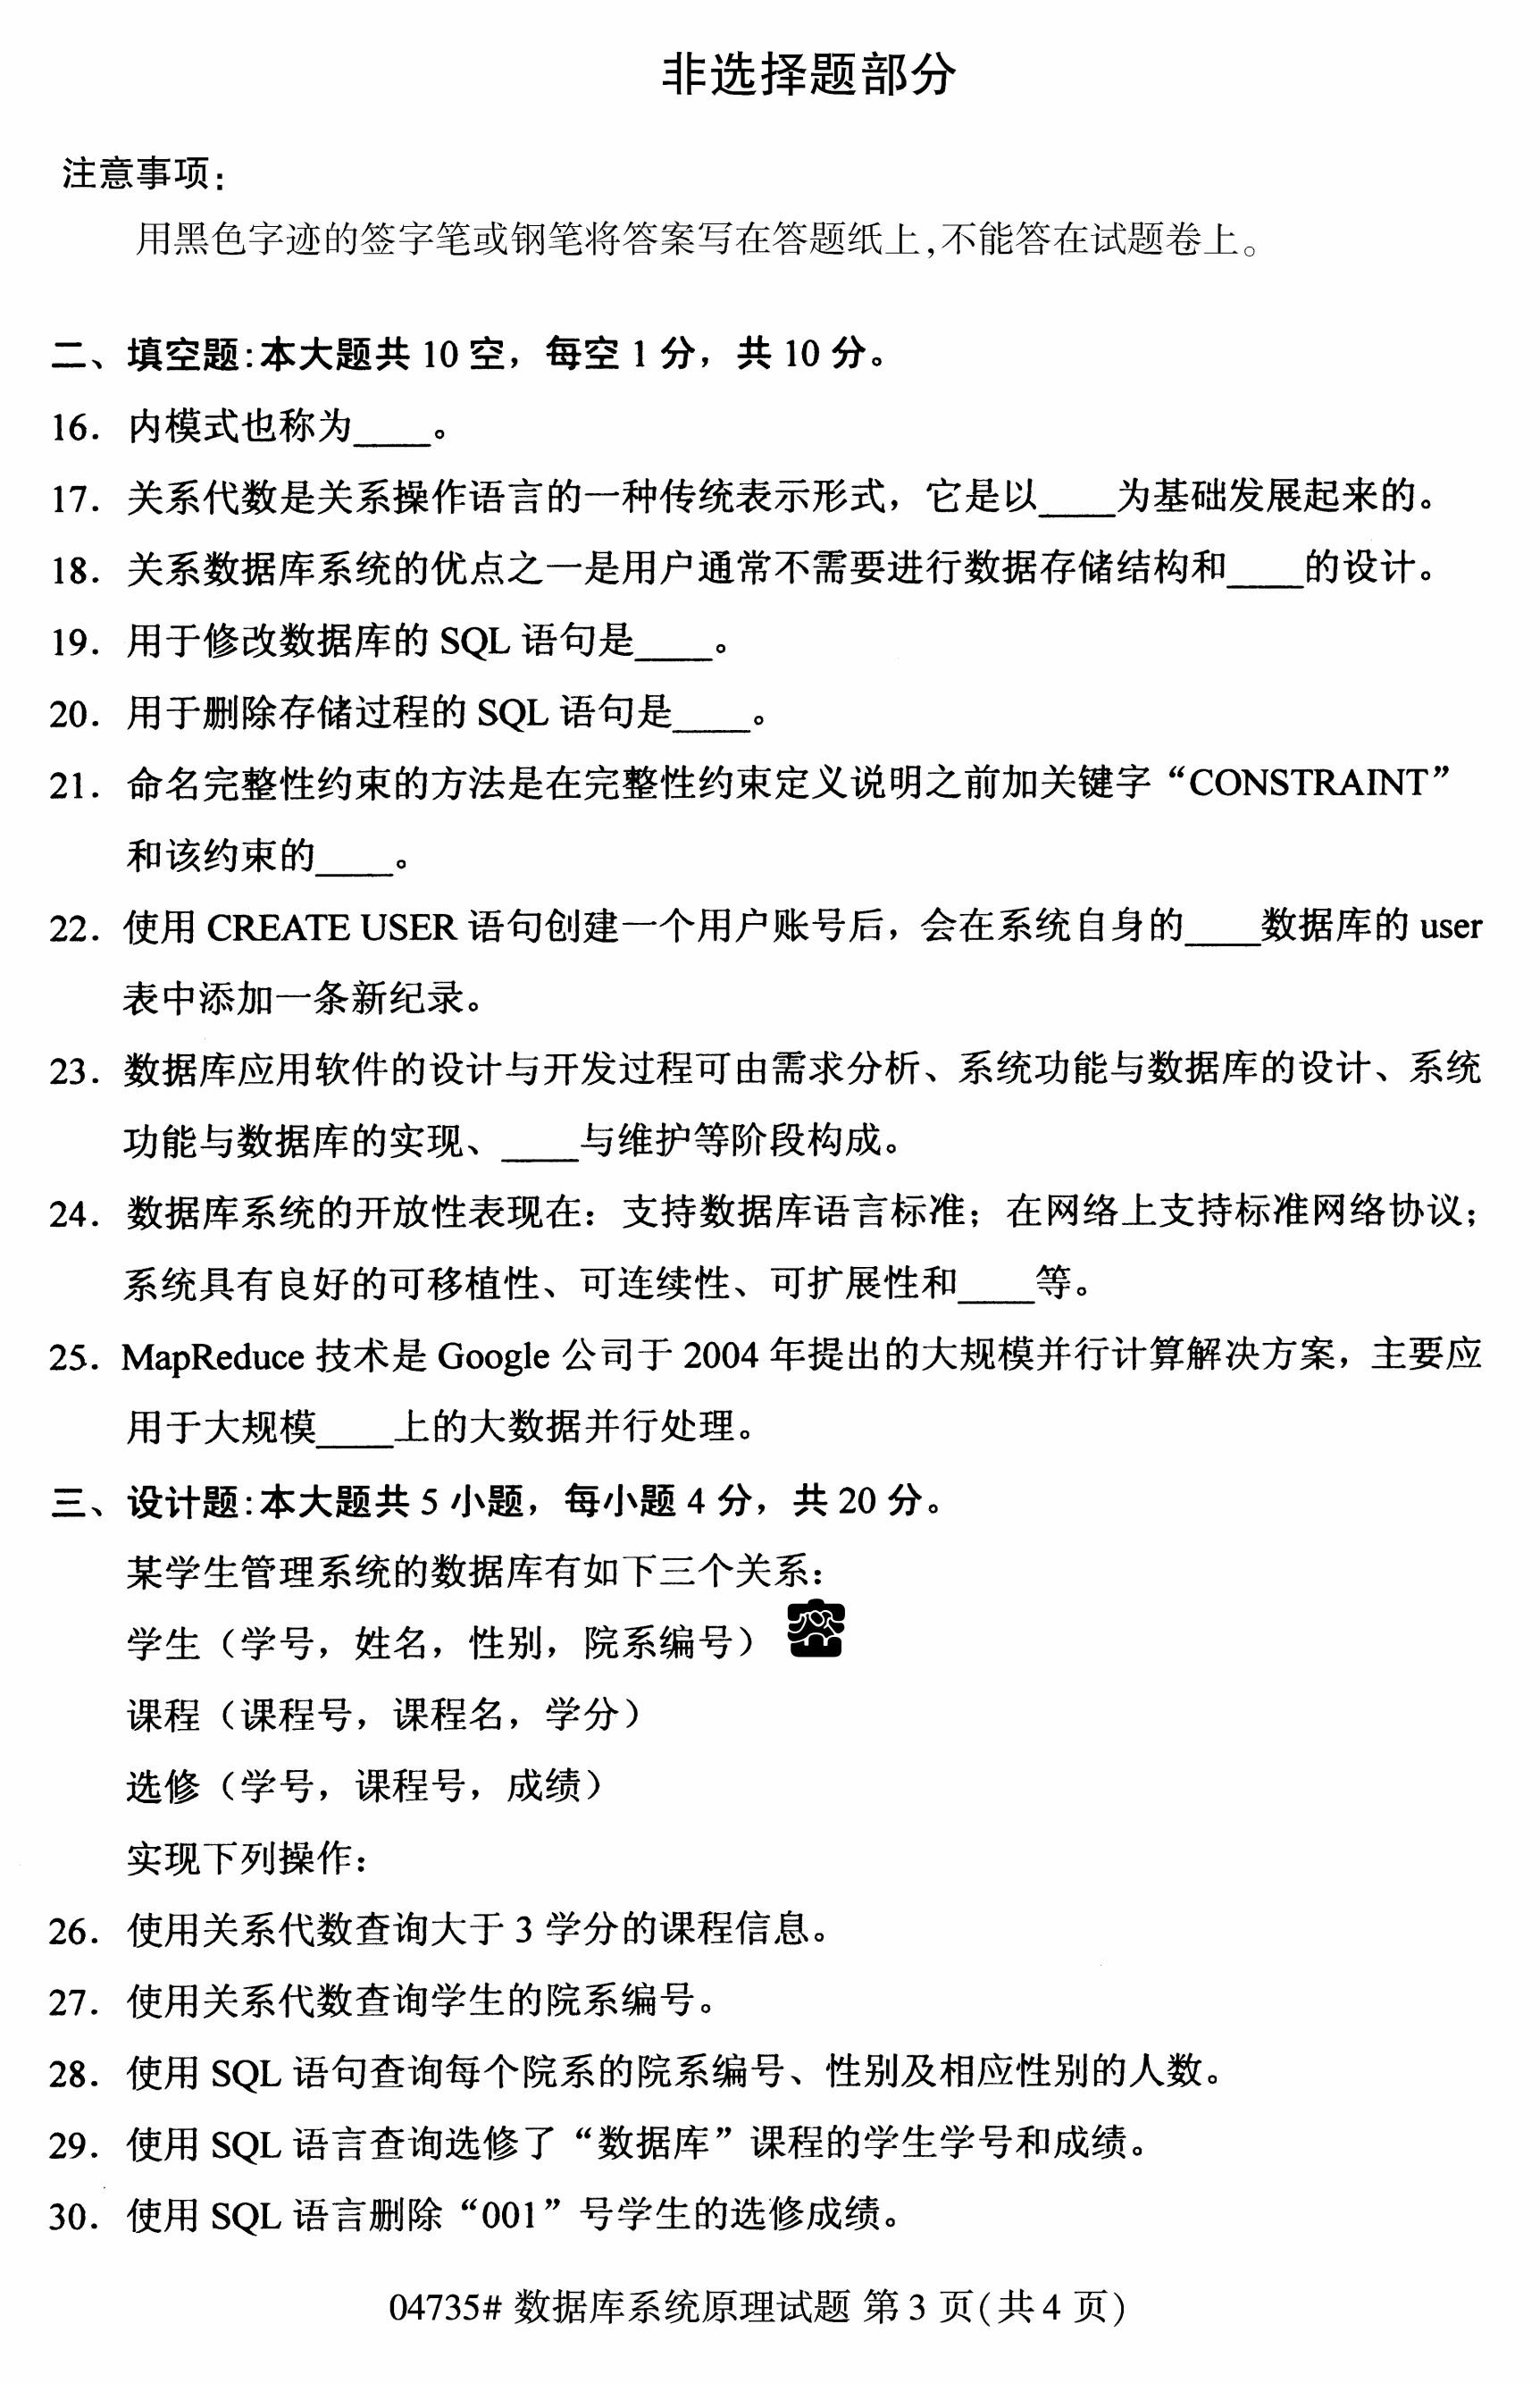 非选择题部分
注意事项：
用黑色字迹的签字笔或钢笔将答案写在答题纸上，不能答在试题卷上。
二、填空题:本大题共 10 空，每空 1 分，共 10 分。
16．内模式也称为____。
17．关系代数是关系操作语言的一种传统表示形式，它是以____为基础发展起来的。
18．关系数据库系统的优点之一是用户通常不需要进行数据存储结构和____的设计。
19．用于修改数据库的 SQL 语句是____。
20．用于删除存储过程的 SQL 语句是____。
21．命名完整性约束的方法是在完整性约束定义说明之前加关键字“CONSTRAINT”
和该约束的____。
22．使用 CREATE USER 语句创建一个用户账号后，会在系统自身的____数据库的 user
表中添加一条新纪录。
23．数据库应用软件的设计与开发过程可由需求分析、系统功能与数据库的设计、系统
功能与数据库的实现、____与维护等阶段构成。
24．数据库系统的开放性表现在：支持数据库语言标准；在网络上支持标准网络协议；
系统具有良好的可移植性、可连续性、可扩展性和____等。
25．MapReduce 技术是 Google 公司于 2004 年提出的大规模并行计算解决方案，主要应
用于大规模____上的大数据并行处理。
三、设计题:本大题共 5 小题，每小题 4 分，共 20 分。
某学生管理系统的数据库有如下三个关系：
学生（学号，姓名，性别，院系编号）
课程（课程号，课程名，学分）
选修（学号，课程号，成绩）
实现下列操作：
26．使用关系代数查询大于 3 学分的课程信息。
27．使用关系代数查询学生的院系编号。
28．使用 SQL 语句查询每个院系的院系编号、性别及相应性别的人数。
29．使用 SQL 语言查询选修了“数据库”课程的学生学号和成绩。
30．使用 SQL 语言删除“001”号学生的选修成绩。
04735# 数据库系统原理试题 第 3 页(共 4 页)